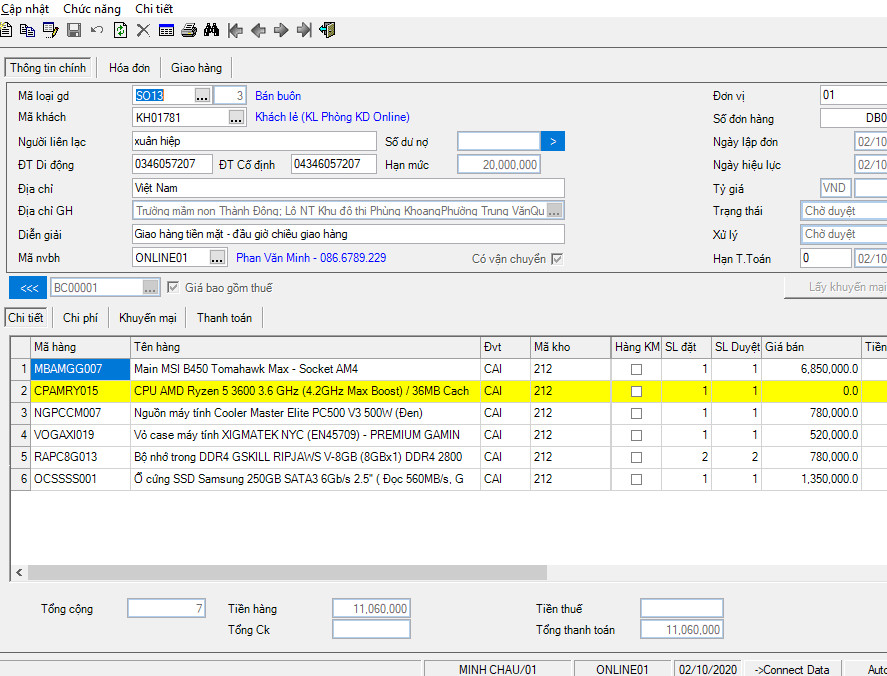 Cập nhật Chức năng Chi tiết
Thông tin chính Hóa đơn Giao hàng
Mã loại gd SO13 ... 3 Bán buôn Đơn vị 01
Mã khách KH01781 ... Khách lẻ (KL Phòng KD Online) Số đơn hàng DB0
Người liên lạc xuân hiệp Số dư nợ > Ngày lập đơn 02/10
ĐT Di động 0346057207 ĐT Cố định 04346057207 Hạn mức 20,000,000 Ngày hiệu lực 02/10
Địa chỉ Việt Nam Tỷ giá VND
Địa chỉ GH Trường mầm non Thành Đông; Lô NT Khu đô thi Phùng KhoangPhường Trung VănQu ... Trạng thái Chờ duyệt
Diễn giải Giao hàng tiền mặt - đầu giờ chiều giao hàng Xử lý Chờ duyệt
Mã nvbh ONLINE01 ... Phan Văn Minh - 086.6789.229 Có vận chuyển Hạn T.Toán 0 02/10
<<< BC00001 ... Giá bao gồm thuế Lấy khuyến mại
Chi tiết Chi phí Khuyến mại Thanh toán
Mã hàng Tên hàng Đvt Mã kho Hàng KM SL đặt SL Duyệt Giá bán Tiền
1 MBAMGG007 Main MSI B450 Tomahawk Max - Socket AM4 CAI 212 1 1 6,850,000.0
2 CPAMRY015 CPU AMD Ryzen 5 3600 3.6 GHz (4.2GHz Max Boost) / 36MB Cach CAI 212 1 1 0.0
3 NGPCCM007 Nguồn máy tính Cooler Master Elite PC500 V3 500W (Đen) CAI 212 1 1 780,000.0
4 VOGAXI019 Vỏ case máy tính XIGMATEK NYC (EN45709) - PREMIUM GAMIN CAI 212 1 1 520,000.0
5 RAPC8G013 Bộ nhớ trong DDR4 GSKILL RIPJAWS V-8GB (8GBx1) DDR4 2800 CAI 212 2 2 780,000.0
6 OCSSSS001 Ổ cứng SSD Samsung 250GB SATA3 6Gb/s 2.5" ( Đọc 560MB/s, G CAI 212 1 1 1,350,000.0
Tổng cộng 7 Tiền hàng 11,060,000 Tiền thuế
Tổng Ck Tổng thanh toán 11,060,000
MINH CHAU/01 ONLINE01 02/10/2020 ->Connect Data Auto